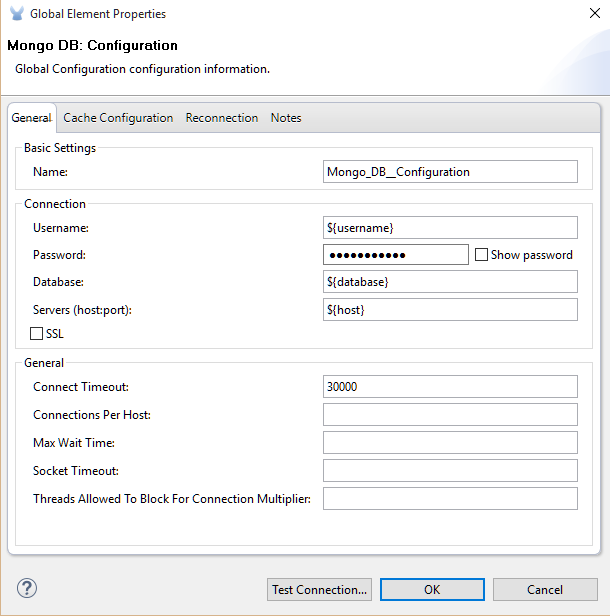 Global Element Properties
Mongo DB: Configuration
Global Configuration configuration information.
General Cache Configuration Reconnection Notes
Basic Settings
Name: Mongo_DB__Configuration
Connection
Username: ${username}
Password: ●●●●●●●●●●● Show password
Database: ${database}
Servers (host:port): ${host}
SSL
General
Connect Timeout: 30000
Connections Per Host:
Max Wait Time:
Socket Timeout:
Threads Allowed To Block For Connection Multiplier:
? Test Connection... OK Cancel